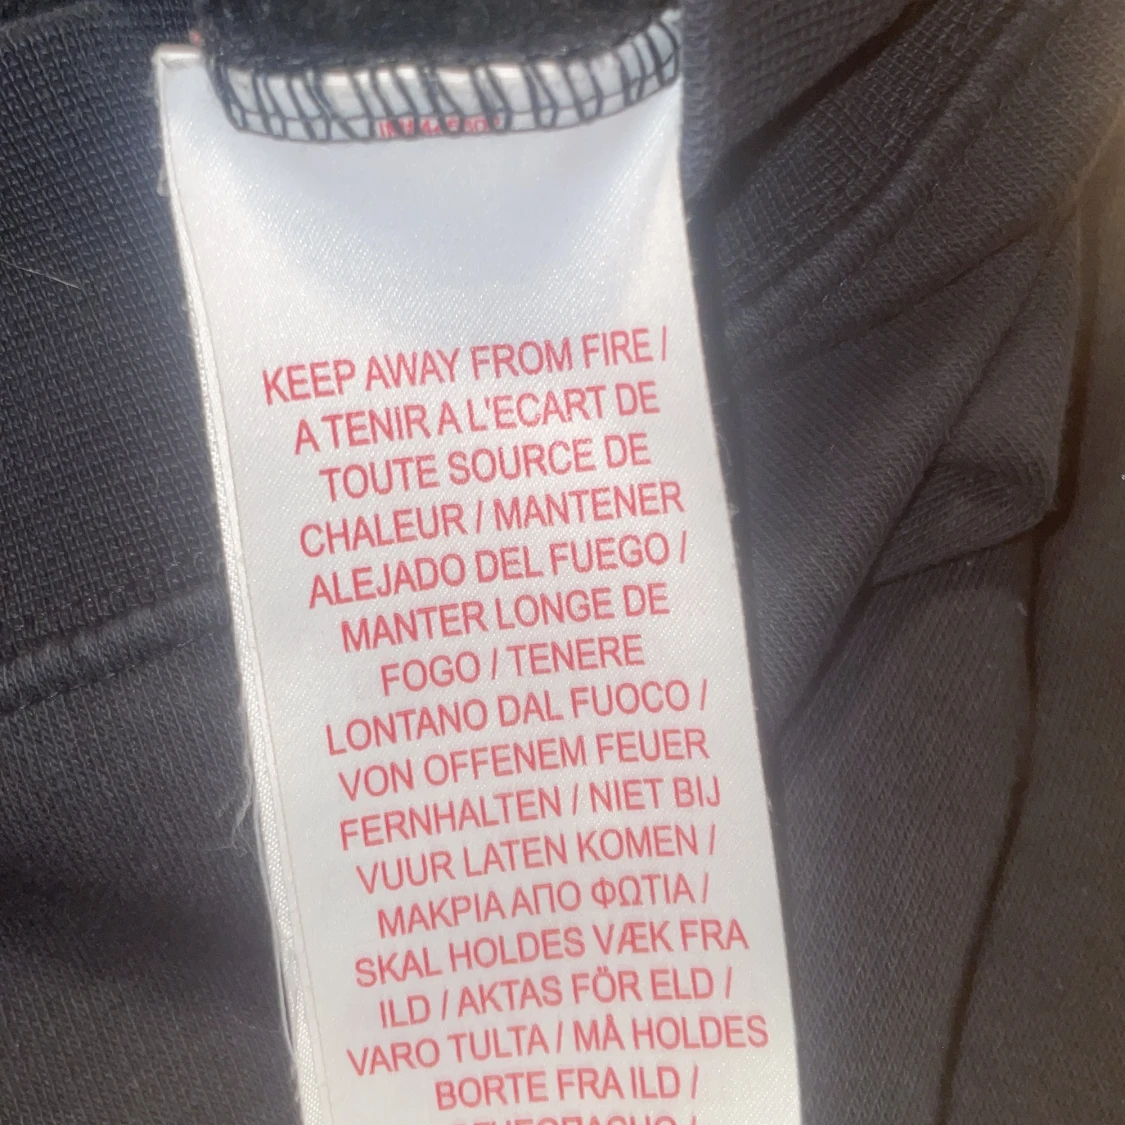 KEEP AWAY FROM FIRE /
A TENIR A L'ECART DE
TOUTE SOURCE DE
CHALEUR / MANTENER
ALEJADO DEL FUEGO /
MANTER LONGE DE
FOGO / TENERE
LONTANO DAL FUOCO /
VON OFFENEM FEUER
FERNHALTEN / NIET BIJ
VUUR LATEN KOMEN /
ΜΑΚΡΙΑ ΑΠΟ ΦΩΤΙΑ /
SKAL HOLDES VÆK FRA
ILD / AKTAS FÖR ELD /
VARO TULTA / MÅ HOLDES
BORTE FRA ILD /